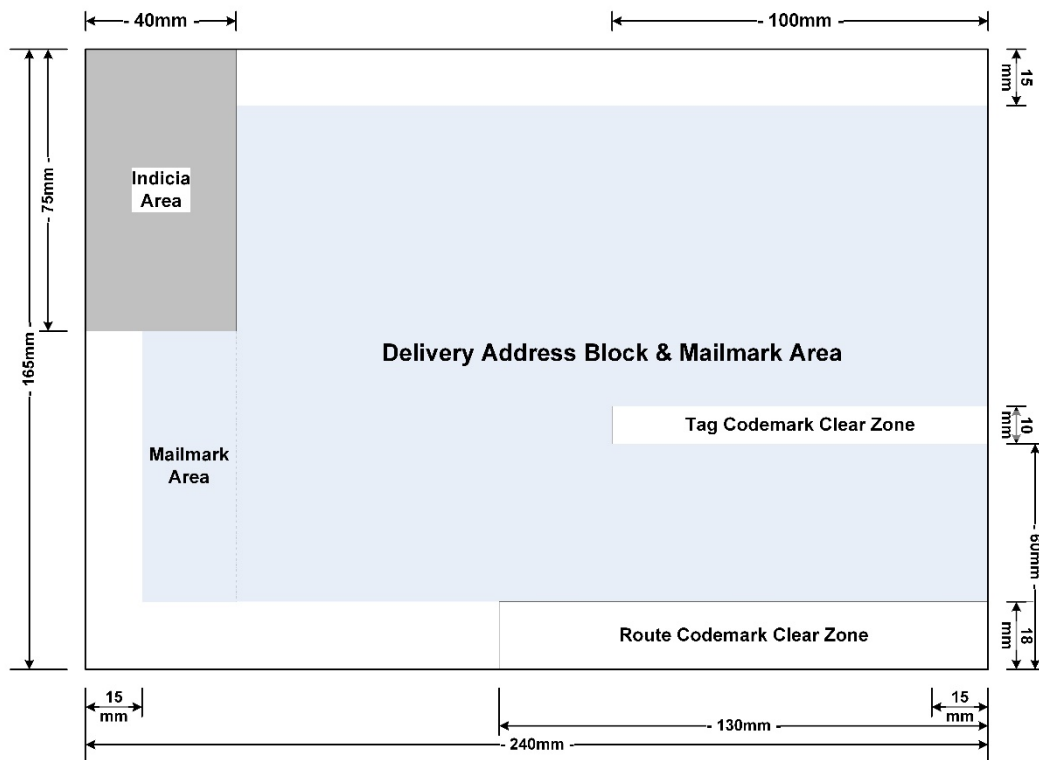 - 40mm -
- 100mm -
15
mm
- 75mm -
Indicia
Area
- 165mm -
Delivery Address Block & Mailmark Area
Tag Codemark Clear Zone
10
mm
Mailmark
Area
- 60mm -
Route Codemark Clear Zone
18
mm
15
mm
15
mm
- 130mm -
- 240mm -